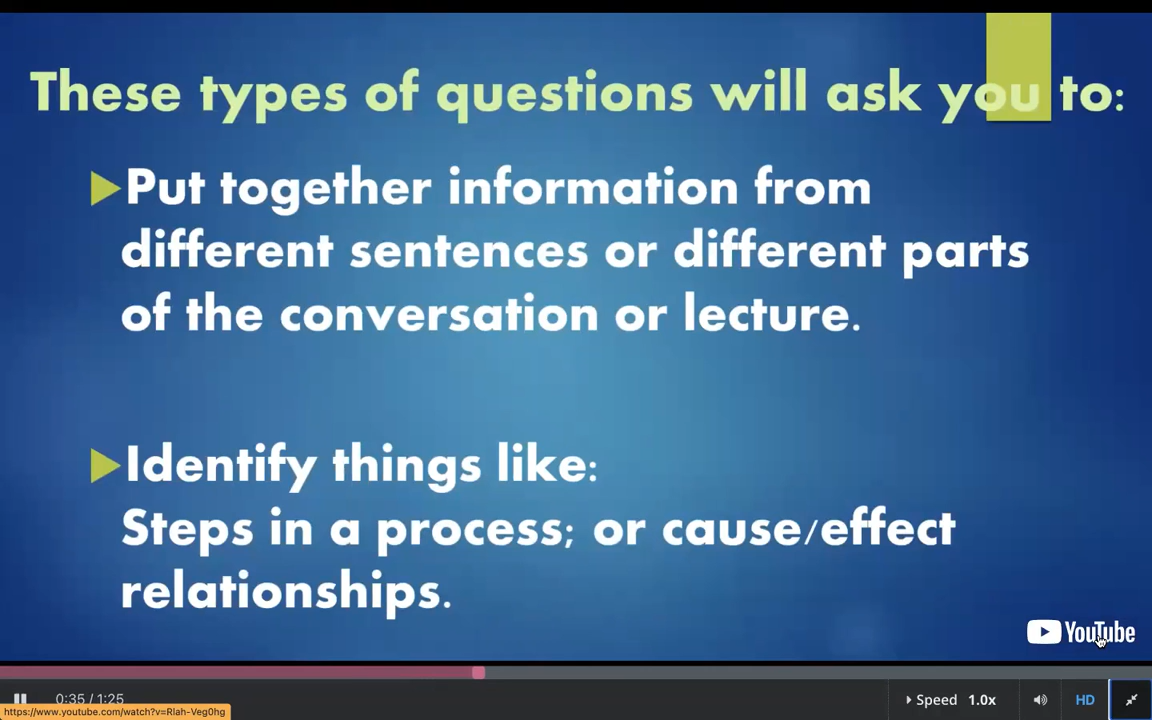 These types of questions will ask you to:
Put together information from
different sentences or different parts
of the conversation or lecture.
Identify things like:
Steps in a process; or cause/effect
relationships.
YouTube
0:35 / 1:25
Speed 1.0x
HD
https://www.youtube.com/watch?v=Rlah-Veg0hg